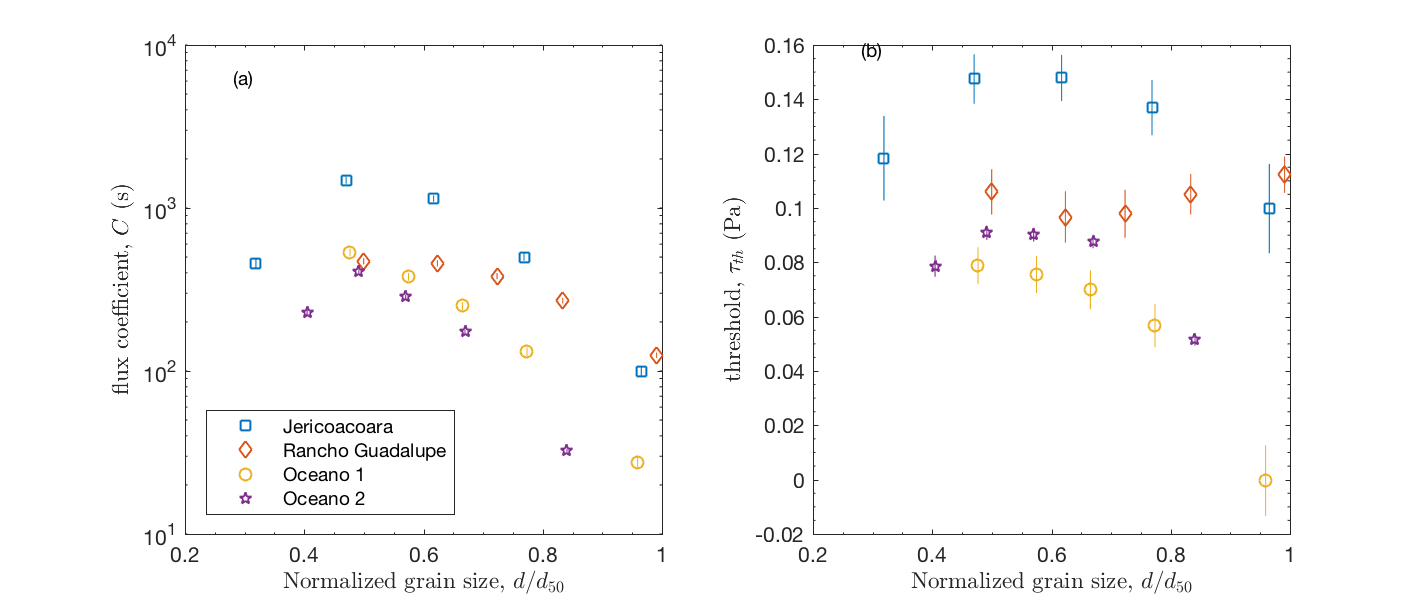 (a)
10^4
10^3
10^2
10^1
flux coefficient, C (s)
0.2 0.4 0.6 0.8 1
Normalized grain size, d/d_50
Jericoacoara
Rancho Guadalupe
Oceano 1
Oceano 2
(b)
0.16
0.14
0.12
0.1
0.08
0.06
0.04
0.02
0
-0.02
threshold, τ_th (Pa)
0.2 0.4 0.6 0.8 1
Normalized grain size, d/d_50